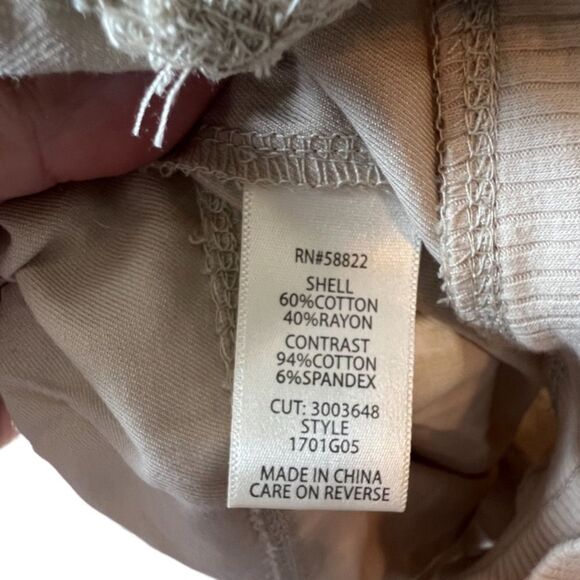 RN#58822
SHELL
60%COTTON
40%RAYON
CONTRAST
94%COTTON
6%SPANDEX
CUT: 3003648
STYLE
1701G05
MADE IN CHINA
CARE ON REVERSE